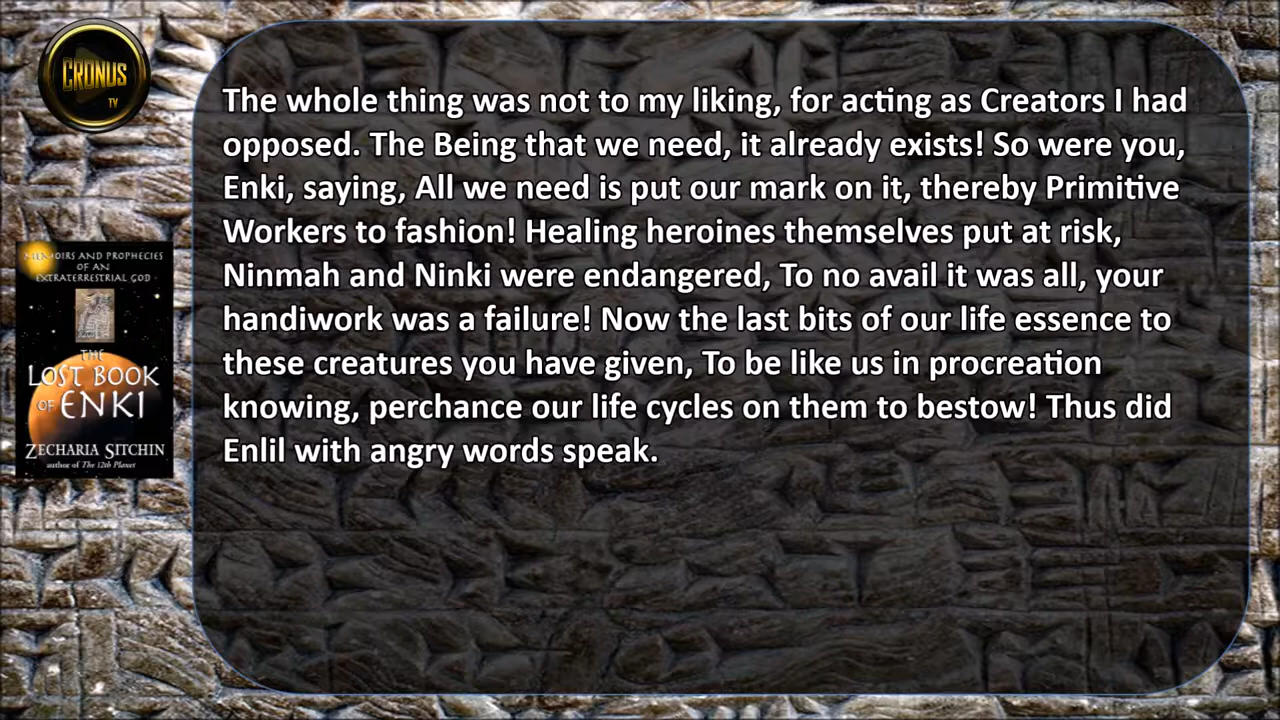 CRONUS
TV
The whole thing was not to my liking, for acting as Creators I had
opposed. The Being that we need, it already exists! So were you,
Enki, saying, All we need is put our mark on it, thereby Primitive
Workers to fashion! Healing heroines themselves put at risk,
Ninmah and Ninki were endangered, To no avail it was all, your
handiwork was a failure! Now the last bits of our life essence to
these creatures you have given, To be like us in procreation
knowing, perchance our life cycles on them to bestow! Thus did
Enlil with angry words speak.
MEMOIRS AND PROPHECIES
OF AN
EXTRATERRESTRIAL GOD
THE
LOST BOOK
OF ENKI
ZECHARIA SITCHIN
author of The 12th Planet